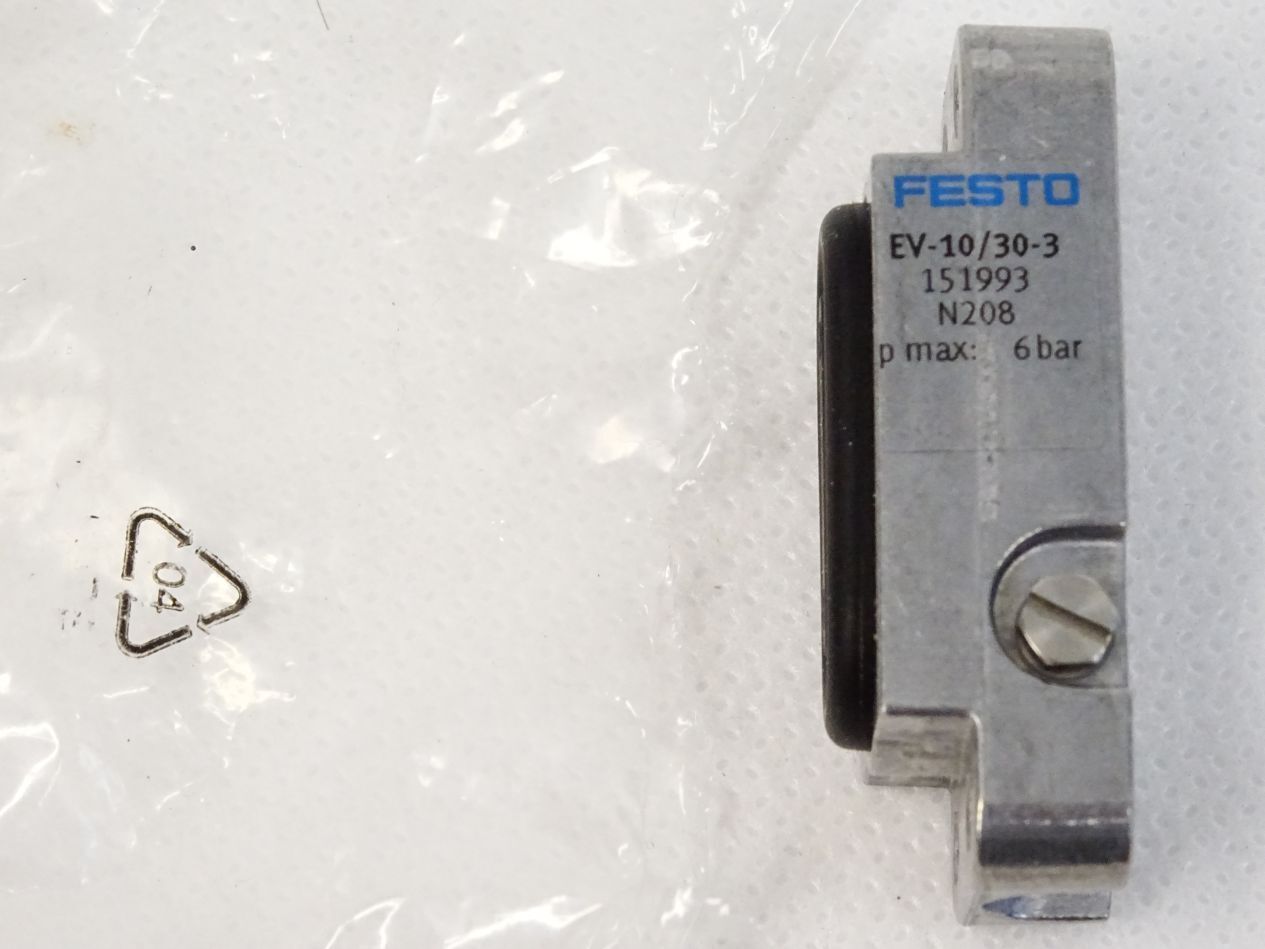 FESTO
EV-10/30-3
151993
N208
p max: 6 bar
04